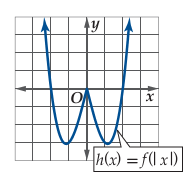 y
O
x
h(x) = f(| x |)